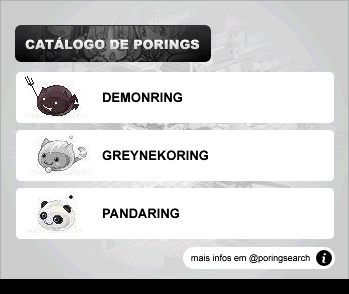 CATÁLOGO DE PORINGS
DEMONRING
GREYNEKORING
PANDARING
mais infos em @poringsearch